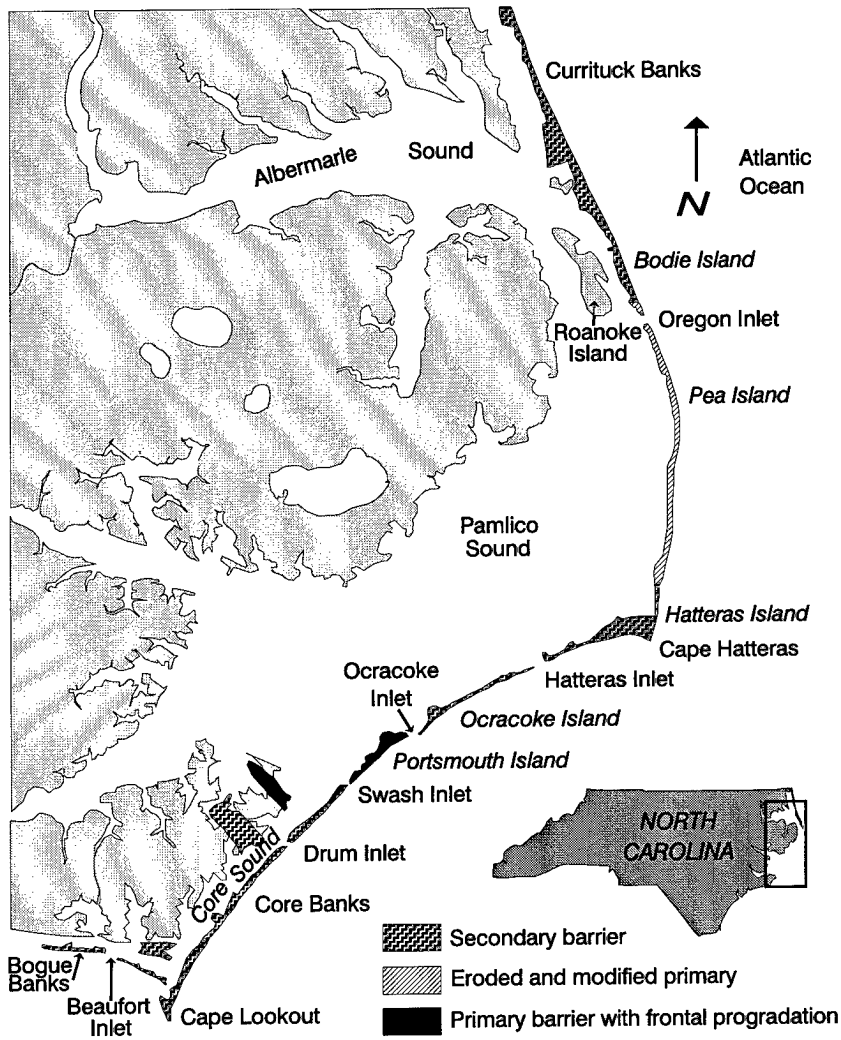 Currituck Banks
Albermarle Sound
Atlantic
Ocean
N
Bodie Island
Roanoke
Island
Oregon Inlet
Pea Island
Pamlico
Sound
Hatteras Island
Cape Hatteras
Hatteras Inlet
Ocracoke
Inlet
Ocracoke Island
Portsmouth Island
Swash Inlet
Drum Inlet
Core Sound
Core Banks
NORTH
CAROLINA
Bogue
Banks
Beaufort
Inlet
Cape Lookout
Secondary barrier
Eroded and modified primary
Primary barrier with frontal progradation